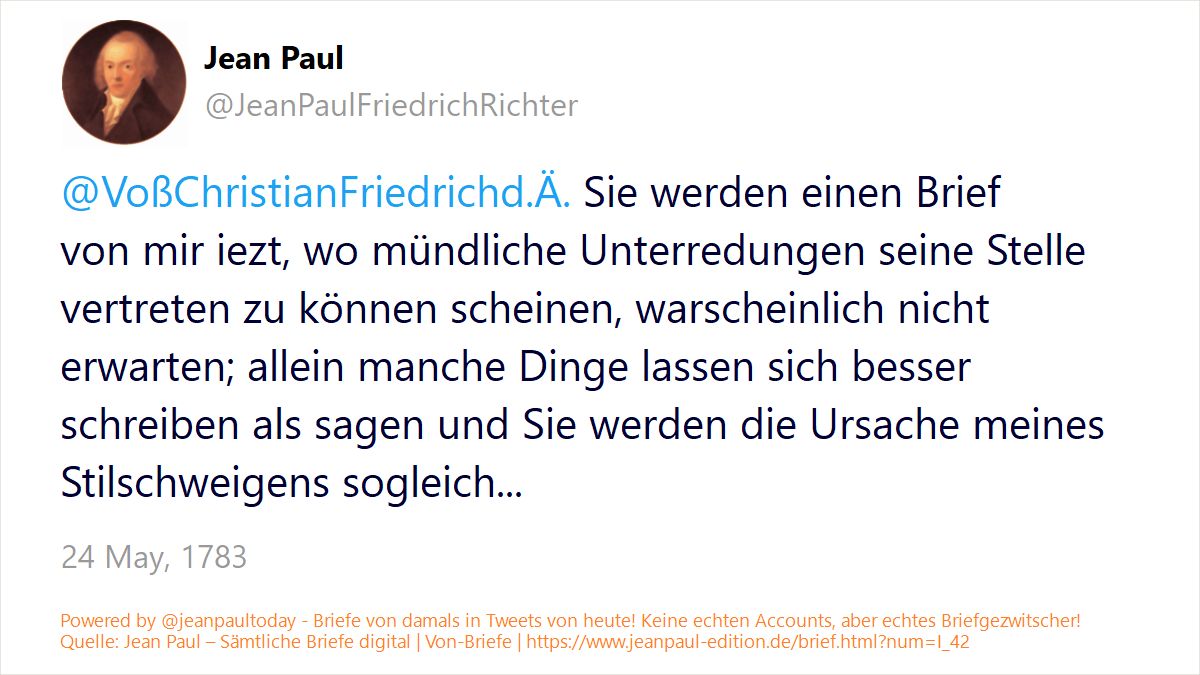 Jean Paul
@JeanPaulFriedrichRichter
@VoßChristianFriedrichd.Ä. Sie werden einen Brief
von mir iezt, wo mündliche Unterredungen seine Stelle
vertreten zu können scheinen, warscheinlich nicht
erwarten; allein manche Dinge lassen sich besser
schreiben als sagen und Sie werden die Ursache meines
Stilschweigens sogleich...
24 May, 1783
Powered by @jeanpaultoday - Briefe von damals in Tweets von heute! Keine echten Accounts, aber echtes Briefgezwitscher!
Quelle: Jean Paul – Sämtliche Briefe digital | Von-Briefe | https://www.jeanpaul-edition.de/brief.html?num=I_42